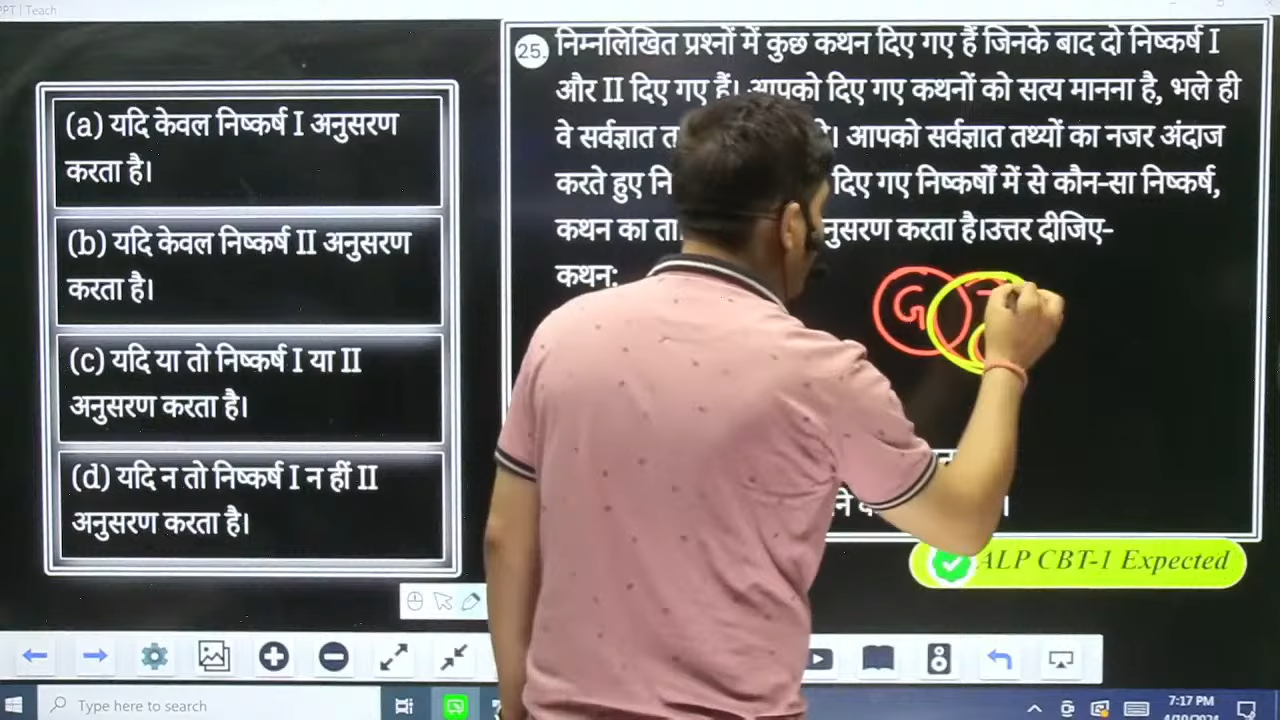 PPT | Teach
(a) यदि केवल निष्कर्ष I अनुसरण
करता है।
(b) यदि केवल निष्कर्ष II अनुसरण
करता है।
(c) यदि या तो निष्कर्ष I या II
अनुसरण करता है।
(d) यदि न तो निष्कर्ष I न हीं II
अनुसरण करता है।
25. निम्नलिखित प्रश्नों में कुछ कथन दिए गए हैं जिनके बाद दो निष्कर्ष I
और II दिए गए हैं। आपको दिए गए कथनों को सत्य मानना है, भले ही
वे सर्वज्ञात । आपको सर्वज्ञात तथ्यों का नजर अंदाज
करते हुए दिए गए निष्कर्षों में से कौन-सा निष्कर्ष,
कथन का करता है।उत्तर दीजिए-
कथन:
G
ALP CBT-1 Expected
Type here to search
7:17 PM